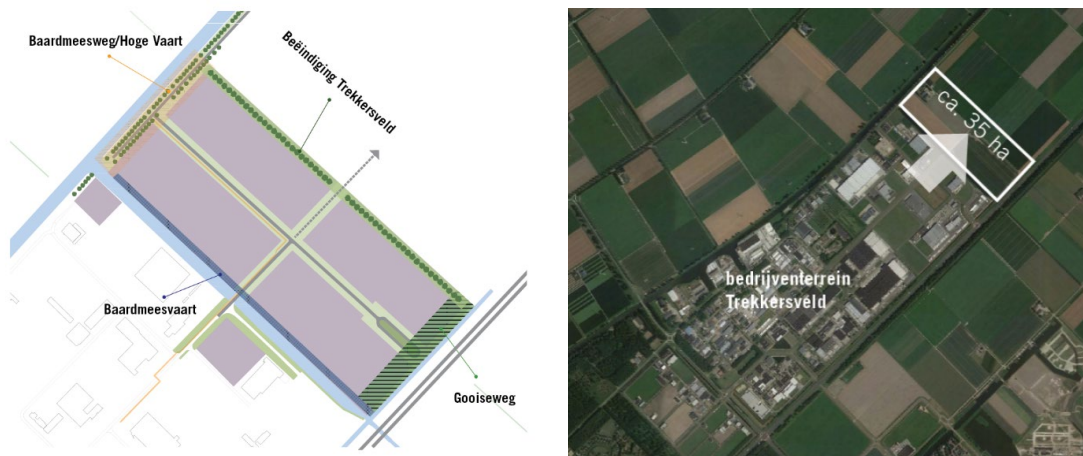 Baardmeesweg/Hoge Vaart
Beëindiging Trekkersveld
Baardmeesvaart
Gooiseweg
ca. 35 ha
bedrijventerrein
Trekkersveld